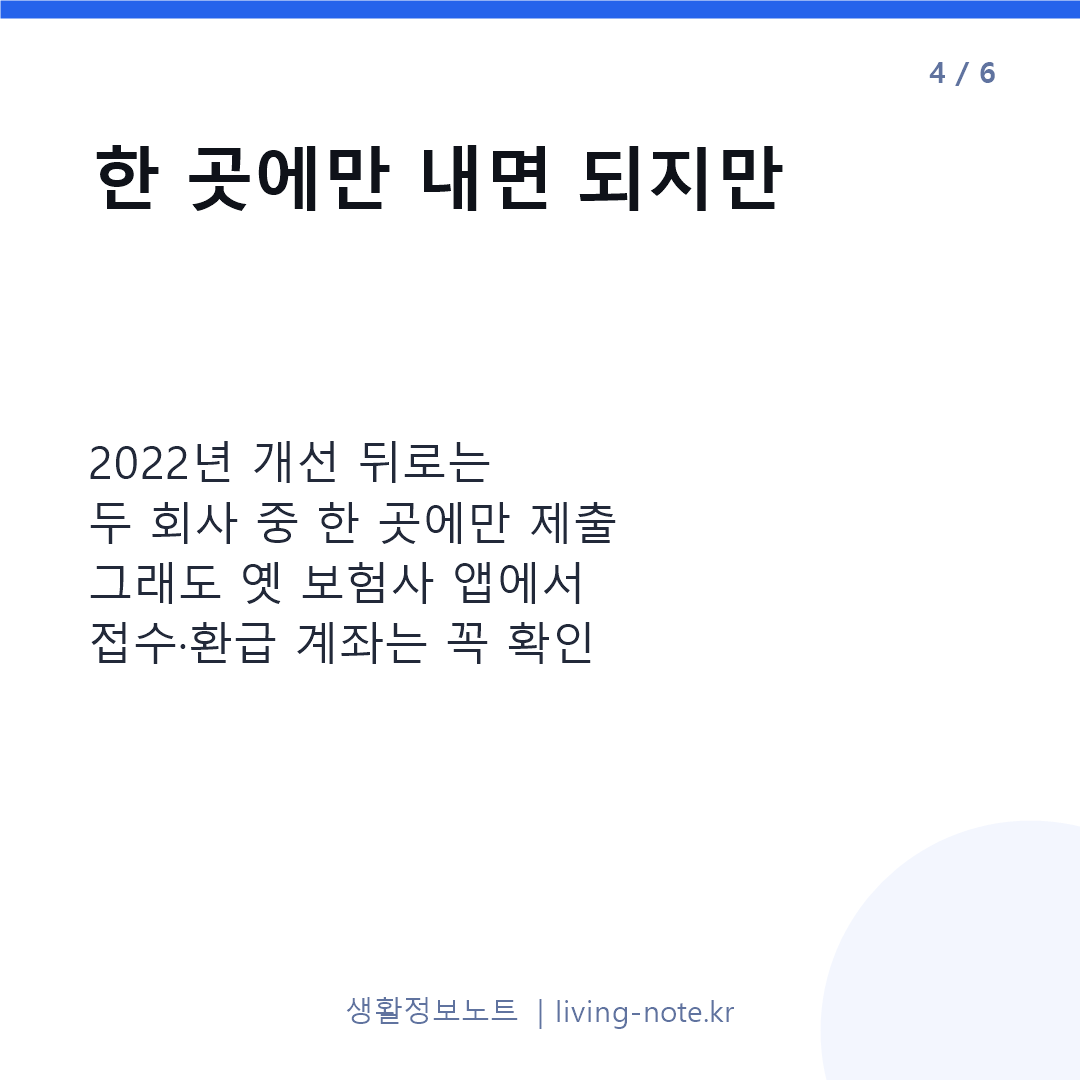 4 / 6
한 곳에만 내면 되지만
2022년 개선 뒤로는
두 회사 중 한 곳에만 제출
그래도 옛 보험사 앱에서
접수·환급 계좌는 꼭 확인
생활정보노트 | living-note.kr